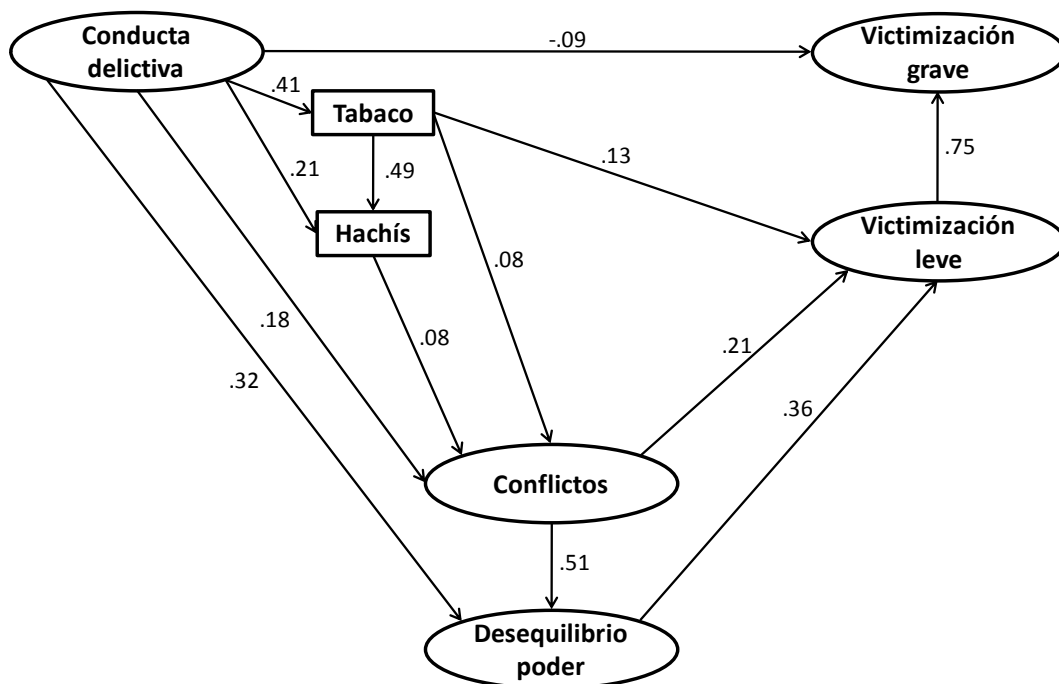 Conducta
delictiva
-.09
Victimización
grave
.41
Tabaco
.21
.49
.13
.75
Hachís
Victimización
leve
.08
.18
.08
.21
.32
.36
Conflictos
.51
Desequilibrio
poder